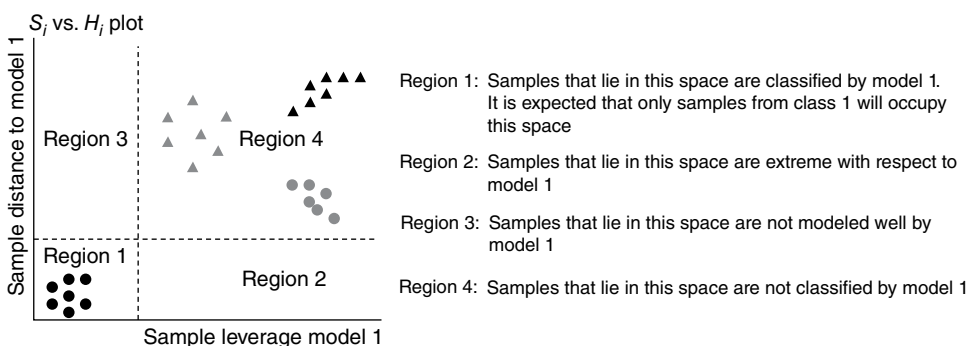 Sᵢ vs. Hᵢ plot
Sample distance to model 1
Region 3
Region 4
Region 1
Region 2
Sample leverage model 1
Region 1: Samples that lie in this space are classified by model 1.
It is expected that only samples from class 1 will occupy
this space
Region 2: Samples that lie in this space are extreme with respect to
model 1
Region 3: Samples that lie in this space are not modeled well by
model 1
Region 4: Samples that lie in this space are not classified by model 1